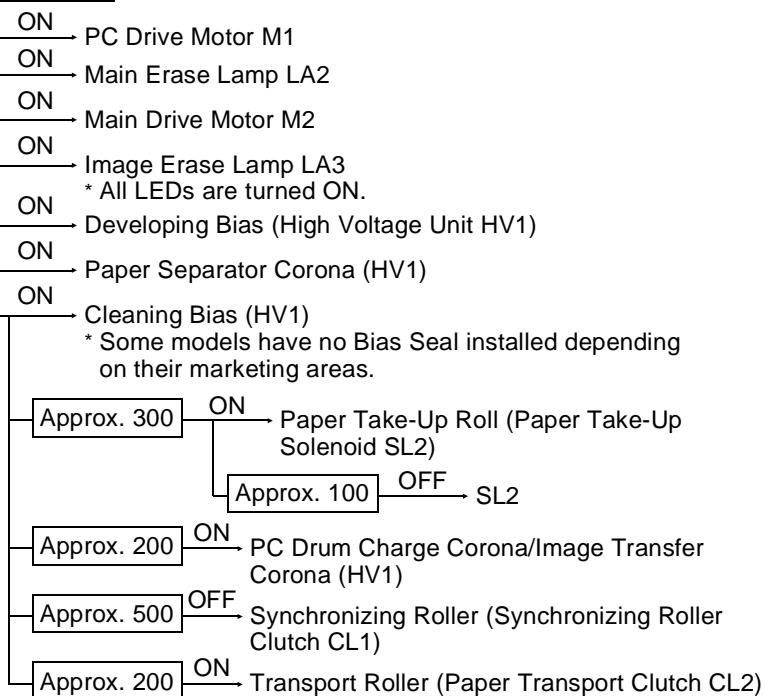 ON
PC Drive Motor M1
ON
Main Erase Lamp LA2
ON
Main Drive Motor M2
ON
Image Erase Lamp LA3
* All LEDs are turned ON.
ON
Developing Bias (High Voltage Unit HV1)
ON
Paper Separator Corona (HV1)
ON
Cleaning Bias (HV1)
* Some models have no Bias Seal installed depending
on their marketing areas.
Approx. 300 ON Paper Take-Up Roll (Paper Take-Up
Solenoid SL2)
Approx. 100 OFF SL2
Approx. 200 ON PC Drum Charge Corona/Image Transfer
Corona (HV1)
Approx. 500 OFF Synchronizing Roller (Synchronizing Roller
Clutch CL1)
Approx. 200 ON Transport Roller (Paper Transport Clutch CL2)